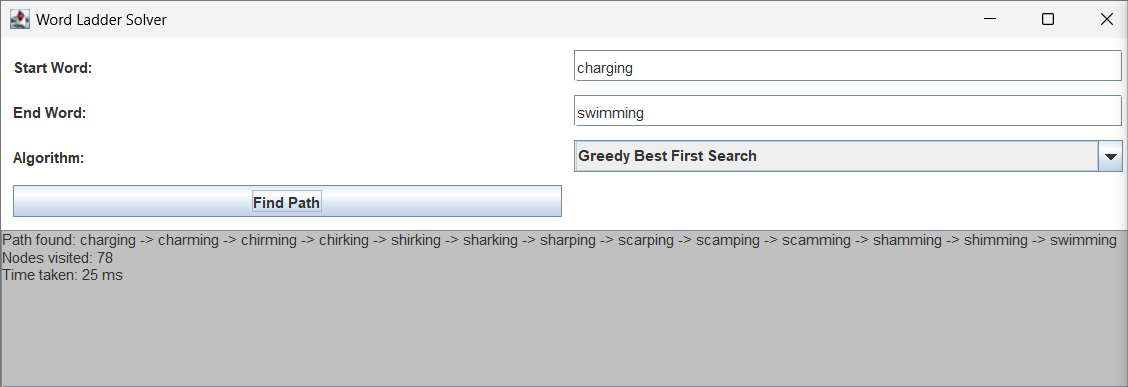 Word Ladder Solver
Start Word: charging
End Word: swimming
Algorithm: Greedy Best First Search
Find Path
Path found: charging -> charming -> chirming -> chirking -> shirking -> sharking -> sharping -> scarping -> scamping -> scamming -> shamming -> shimming -> swimming
Nodes visited: 78
Time taken: 25 ms